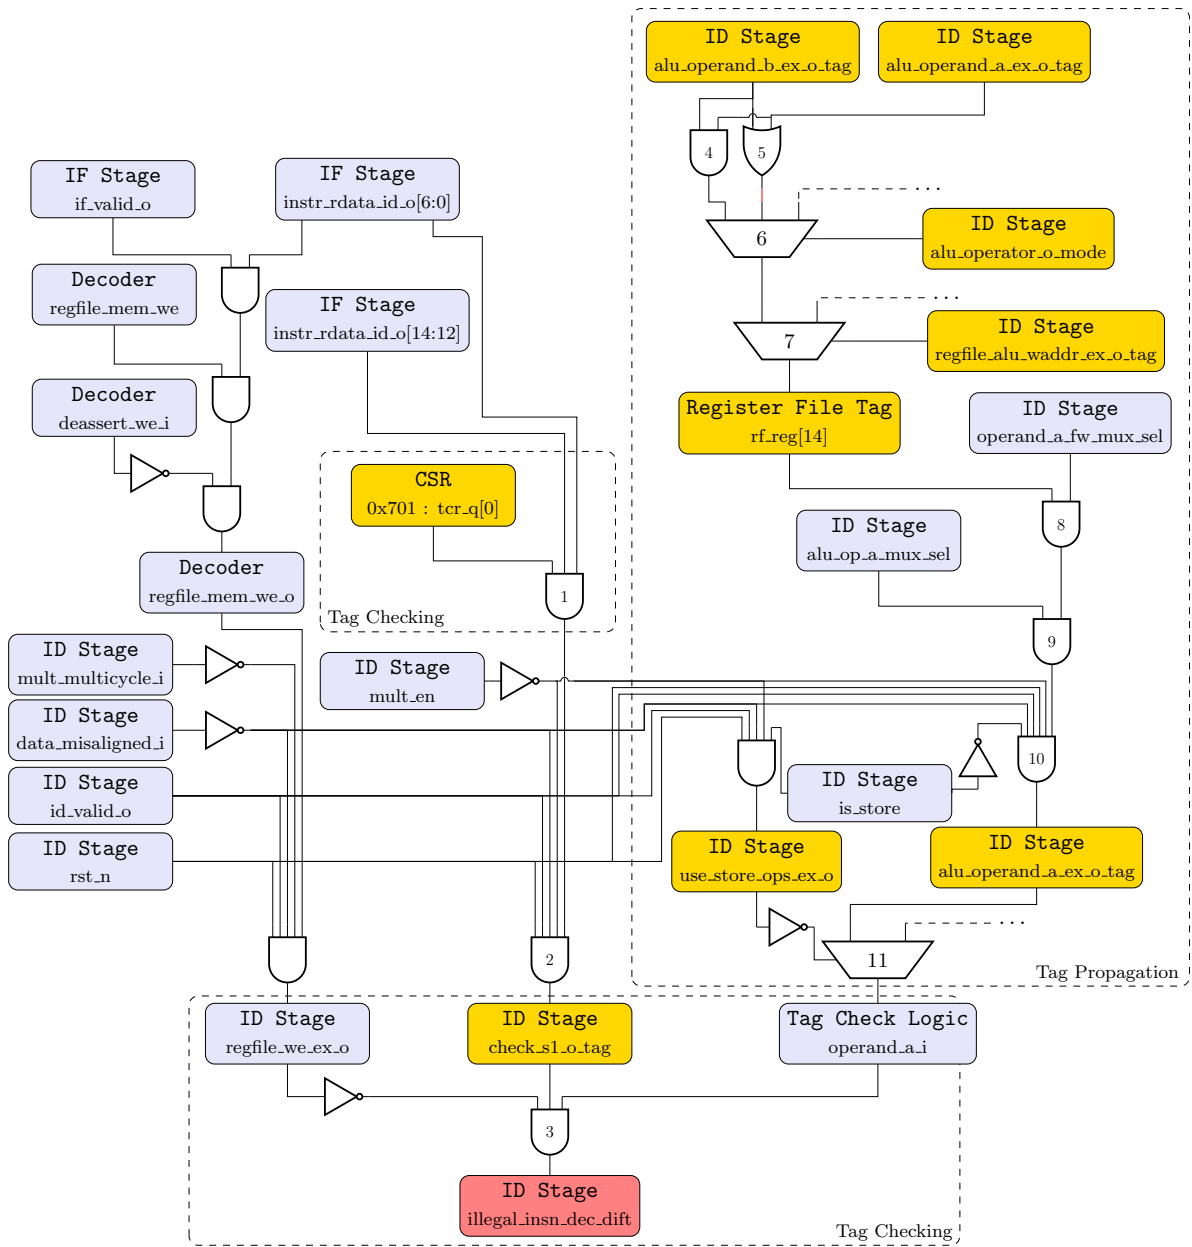 ID Stage
alu_operand_b_ex_o_tag
ID Stage
alu_operand_a_ex_o_tag
4
5
IF Stage
if_valid_o
IF Stage
instr_rdata_id_o[6:0]
...
6
ID Stage
alu_operator_o_mode
Decoder
regfile_mem_we
IF Stage
instr_rdata_id_o[14:12]
...
7
ID Stage
regfile_alu_waddr_ex_o_tag
Decoder
deassert_we_i
Register File Tag
rf_reg[14]
ID Stage
operand_a_fw_mux_sel
CSR
0x701 : tcr_q[0]
8
ID Stage
alu_op_a_mux_sel
Decoder
regfile_mem_we_o
1
Tag Checking
9
ID Stage
mult_multicycle_i
ID Stage
mult_en
ID Stage
data_misaligned_i
10
ID Stage
id_valid_o
ID Stage
is_store
ID Stage
rst_n
ID Stage
use_store_ops_ex_o
ID Stage
alu_operand_a_ex_o_tag
...
2
11
Tag Propagation
ID Stage
regfile_we_ex_o
ID Stage
check_s1_o_tag
Tag Check Logic
operand_a_i
3
ID Stage
illegal_insn_dec_dift
Tag Checking